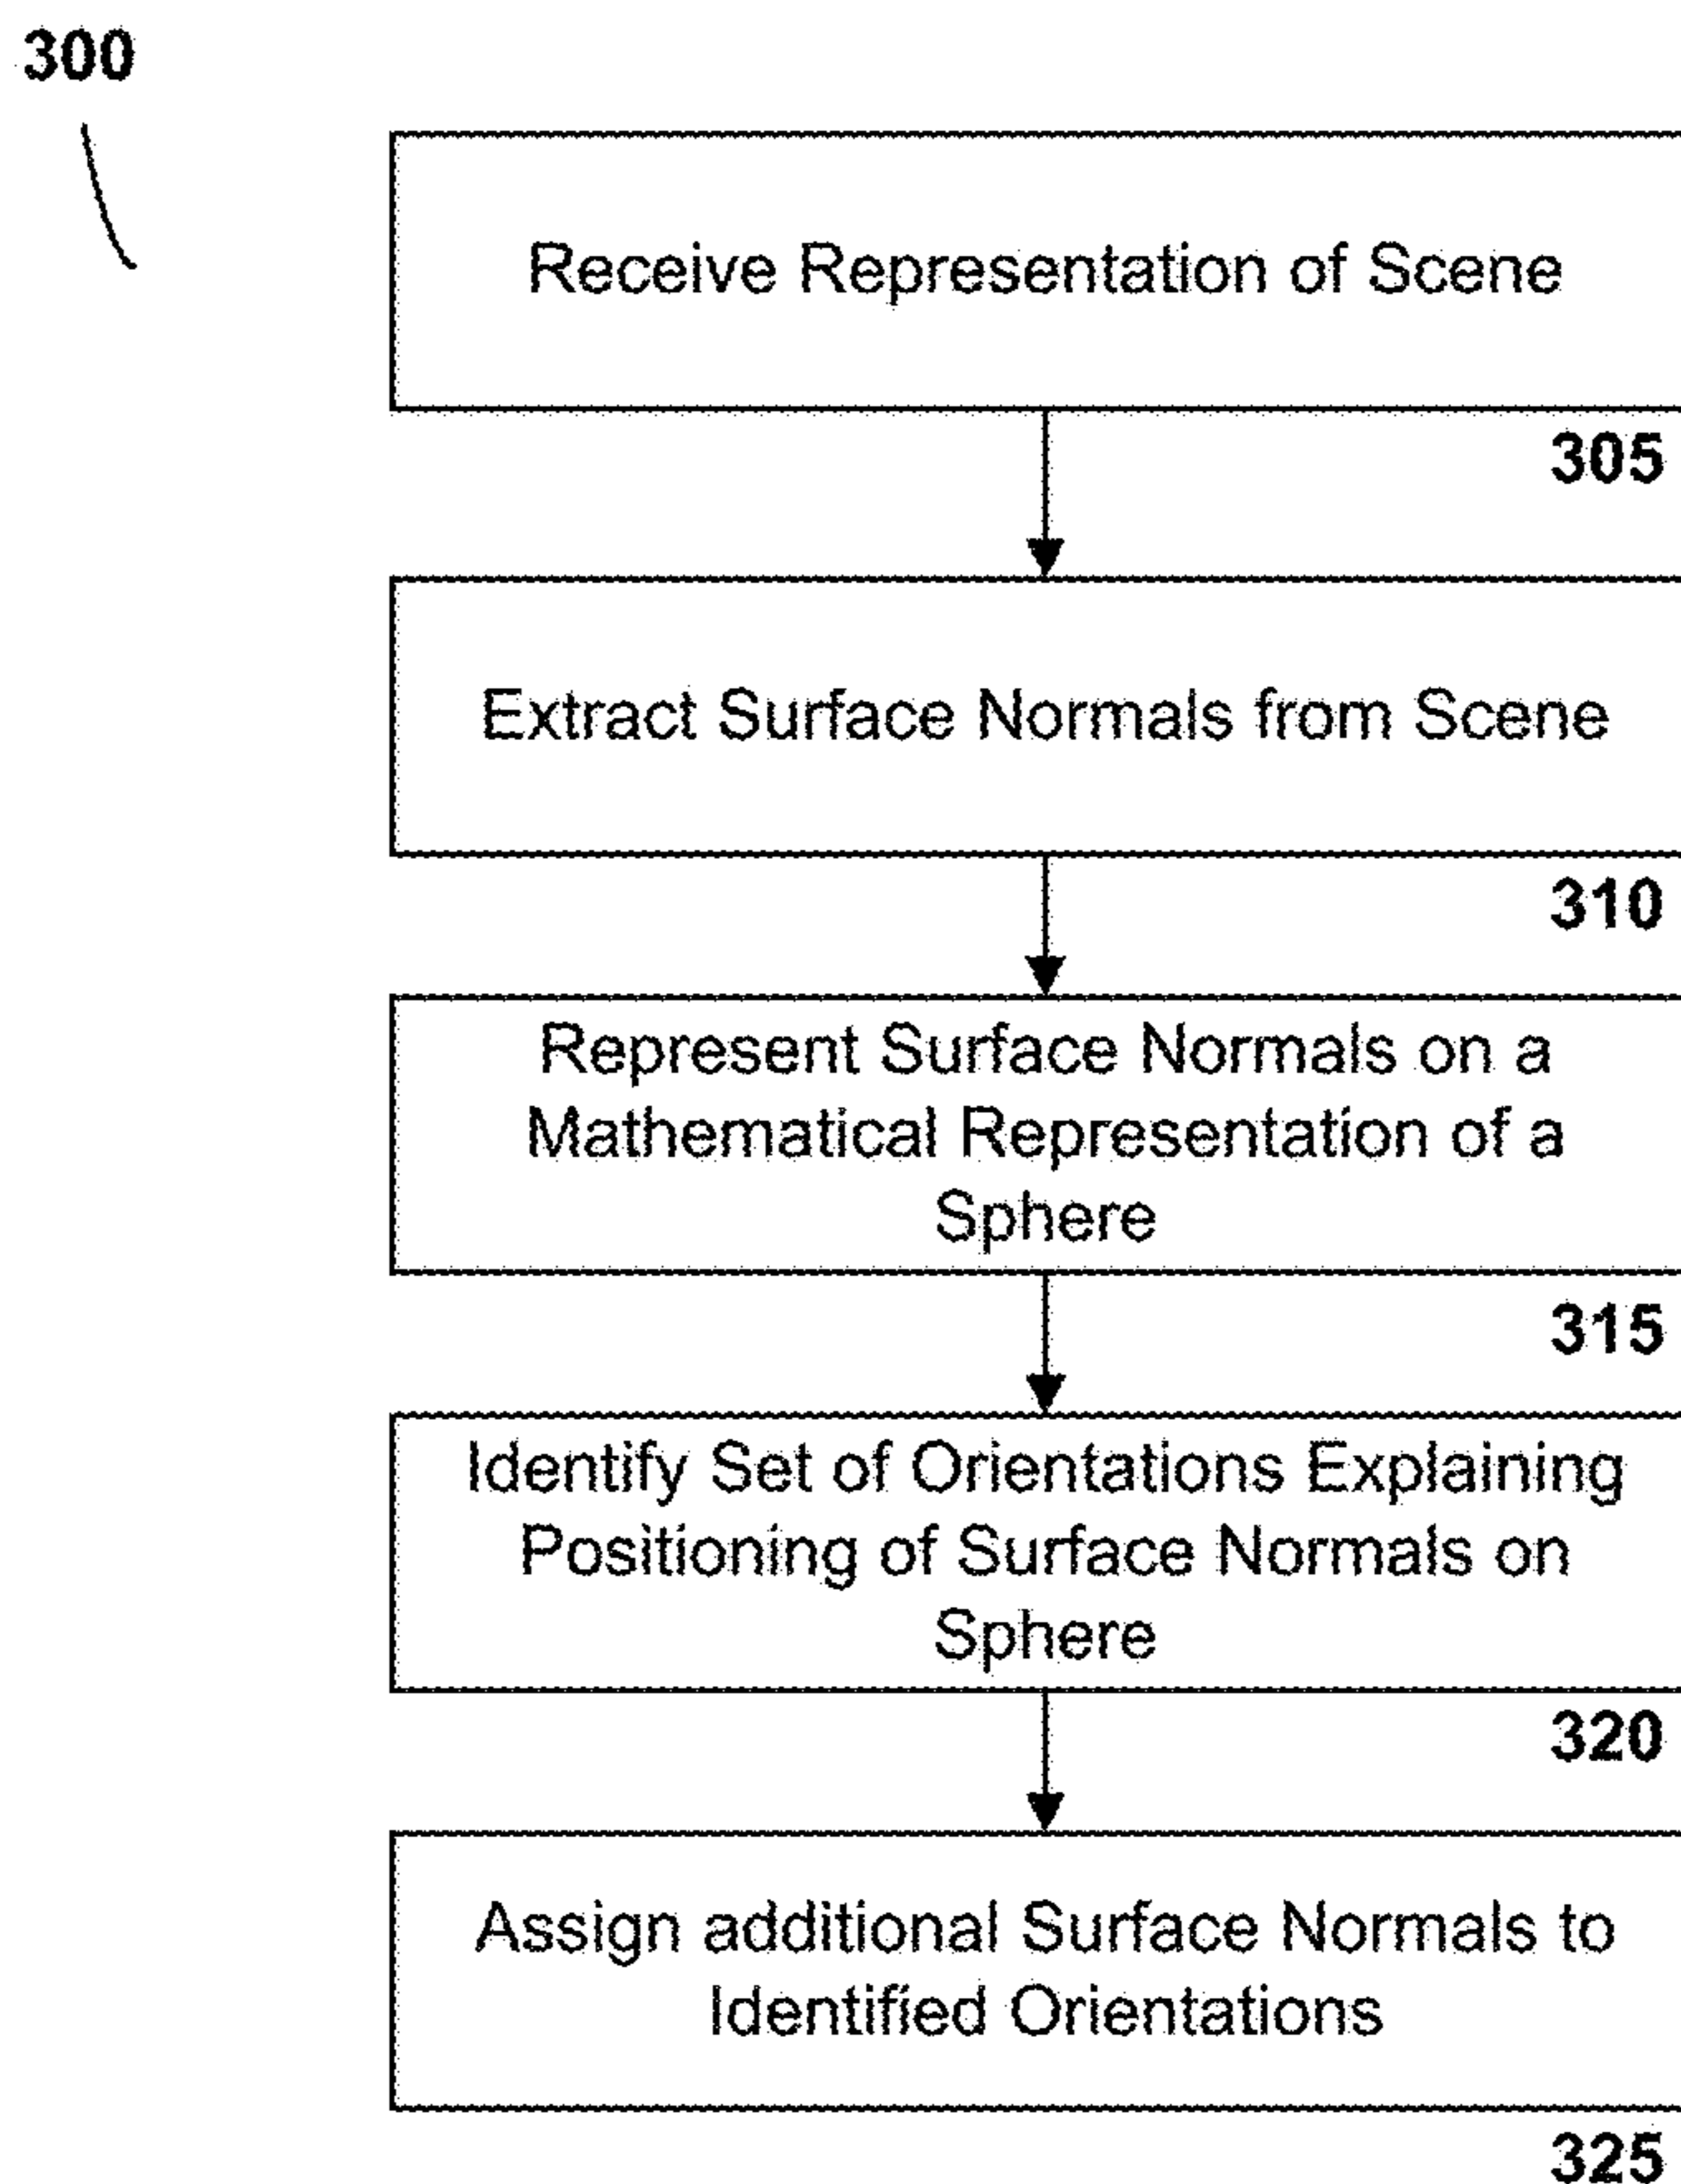 300
Receive Representation of Scene
305
Extract Surface Normals from Scene
310
Represent Surface Normals on a
Mathematical Representation of a
Sphere
315
Identify Set of Orientations Explaining
Positioning of Surface Normals on
Sphere
320
Assign additional Surface Normals to
Identified Orientations
325